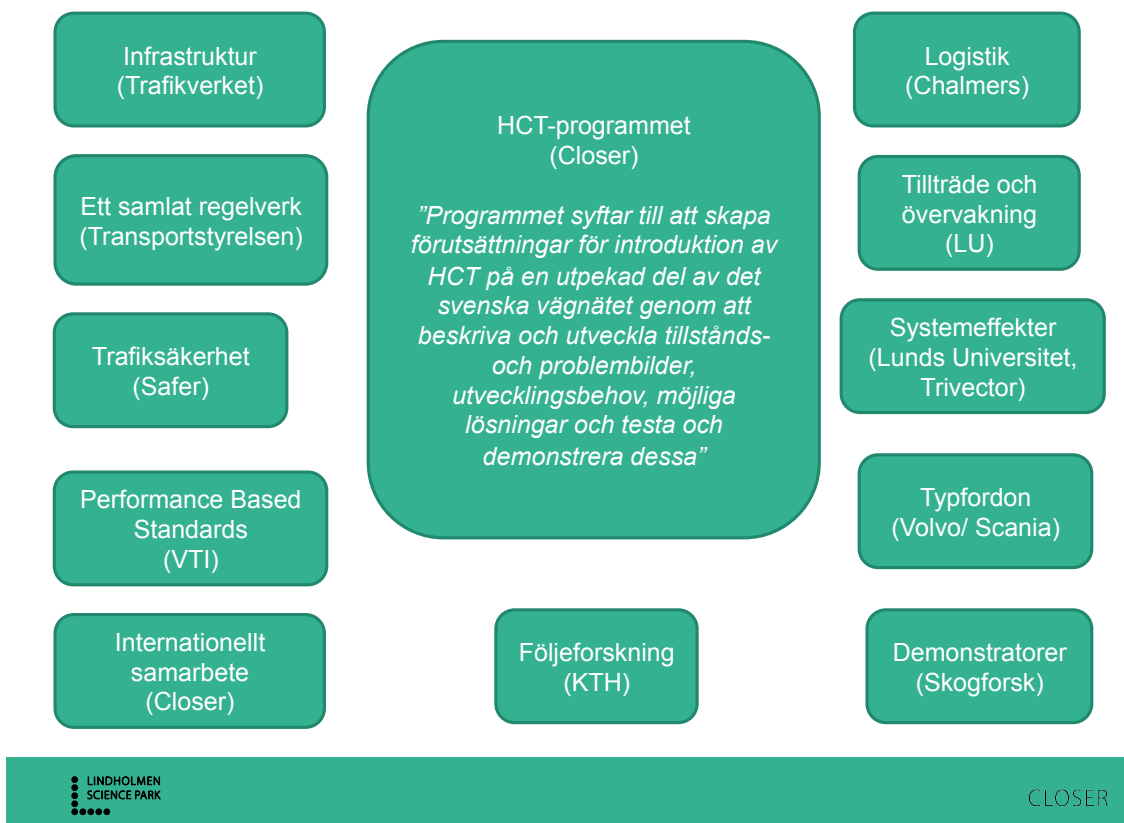 Infrastruktur
(Trafikverket)
Ett samlat regelverk
(Transportstyrelsen)
Trafiksäkerhet
(Safer)
Performance Based
Standards
(VTI)
Internationellt
samarbete
(Closer)
HCT-programmet
(Closer)
”Programmet syftar till att skapa
förutsättningar för introduktion av
HCT på en utpekad del av det
svenska vägnätet genom att
beskriva och utveckla tillstånds-
och problembilder,
utvecklingsbehov, möjliga
lösningar och testa och
demonstrera dessa”
Följeforskning
(KTH)
Logistik
(Chalmers)
Tillträde och
övervakning
(LU)
Systemeffekter
(Lunds Universitet,
Trivector)
Typfordon
(Volvo/ Scania)
Demonstratorer
(Skogforsk)
LINDHOLMEN
SCIENCE PARK
CLOSER